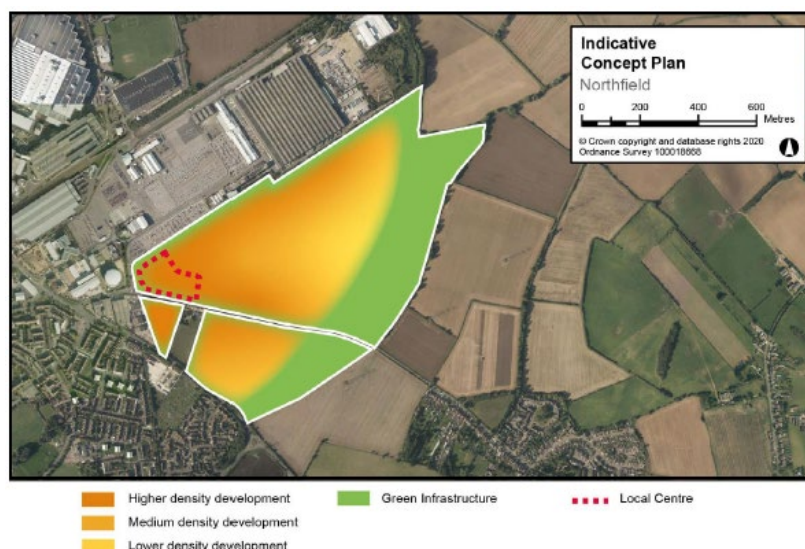 Indicative
Concept Plan
Northfield
0 200 400 600
Metres
© Crown copyright and database rights 2020
Ordnance Survey 100018668
Higher density development
Medium density development
Lower density development
Green Infrastructure
Local Centre